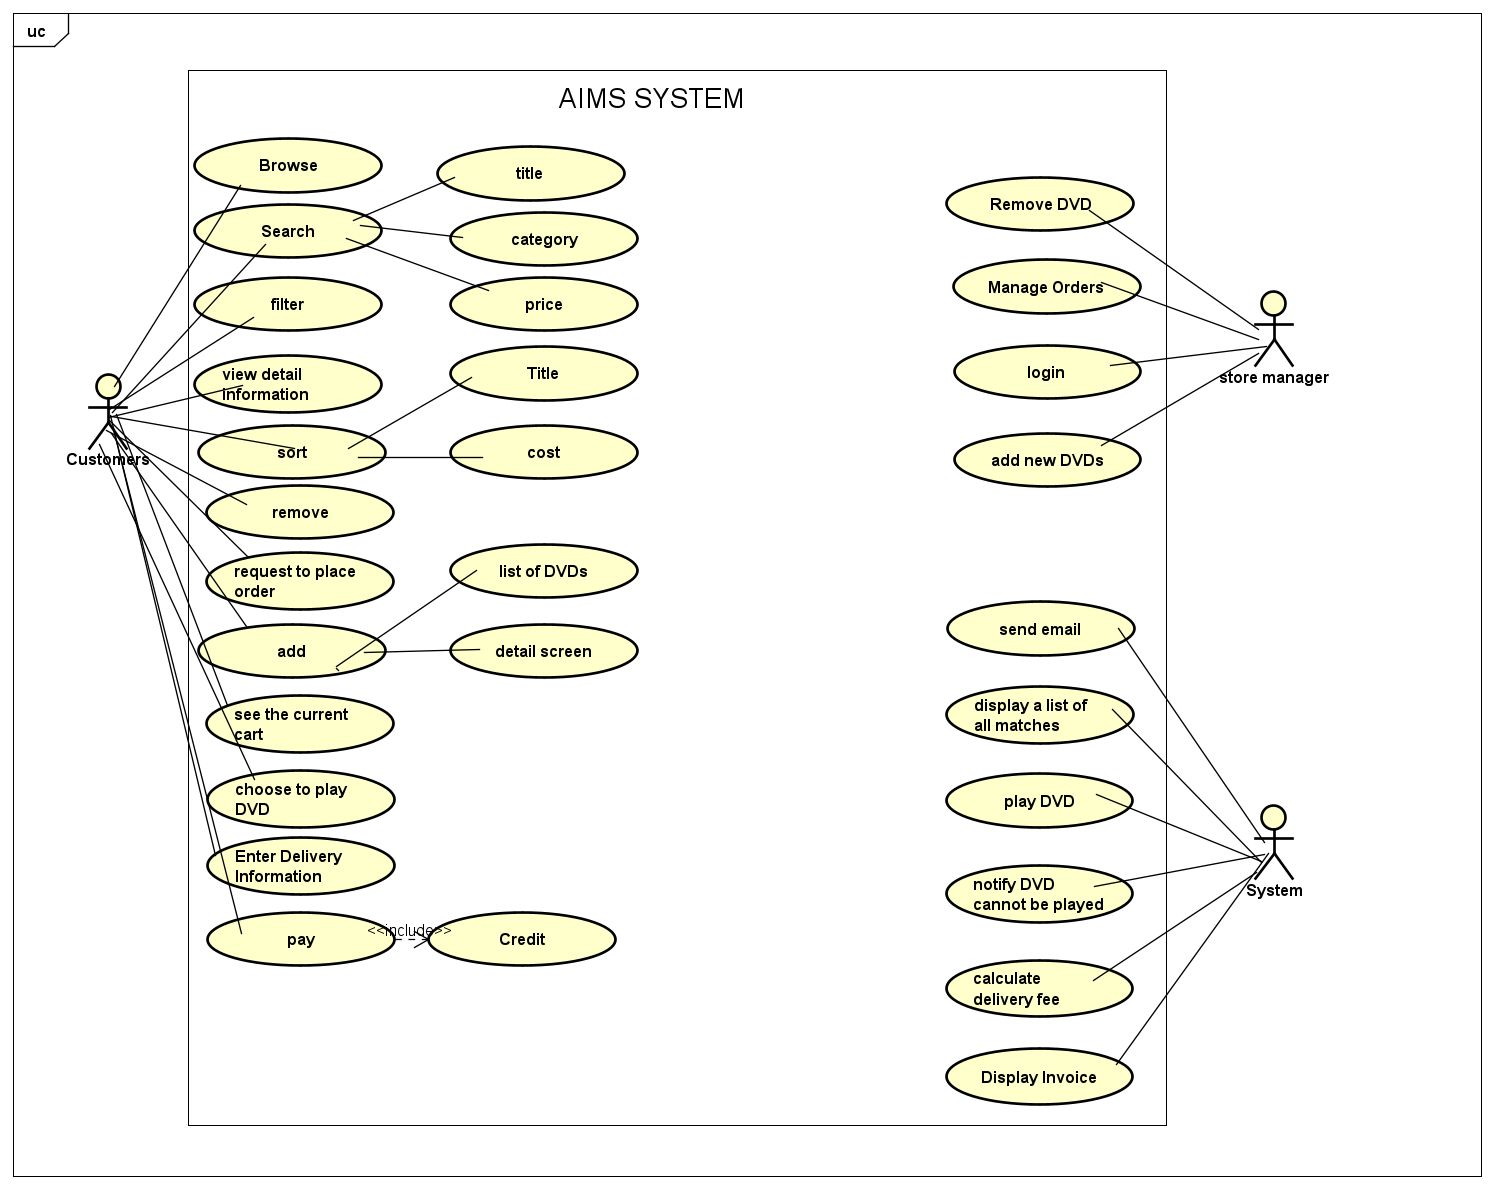 uc
AIMS SYSTEM
Browse
title
Search
category
filter
price
view detail
information
Title
sort
cost
remove
request to place
order
list of DVDs
add
detail screen
see the current
cart
choose to play
DVD
Enter Delivery
Information
pay
<<include>>
Credit
Customers
Remove DVD
Manage Orders
login
add new DVDs
store manager
send email
display a list of
all matches
play DVD
notify DVD
cannot be played
calculate
delivery fee
Display Invoice
System